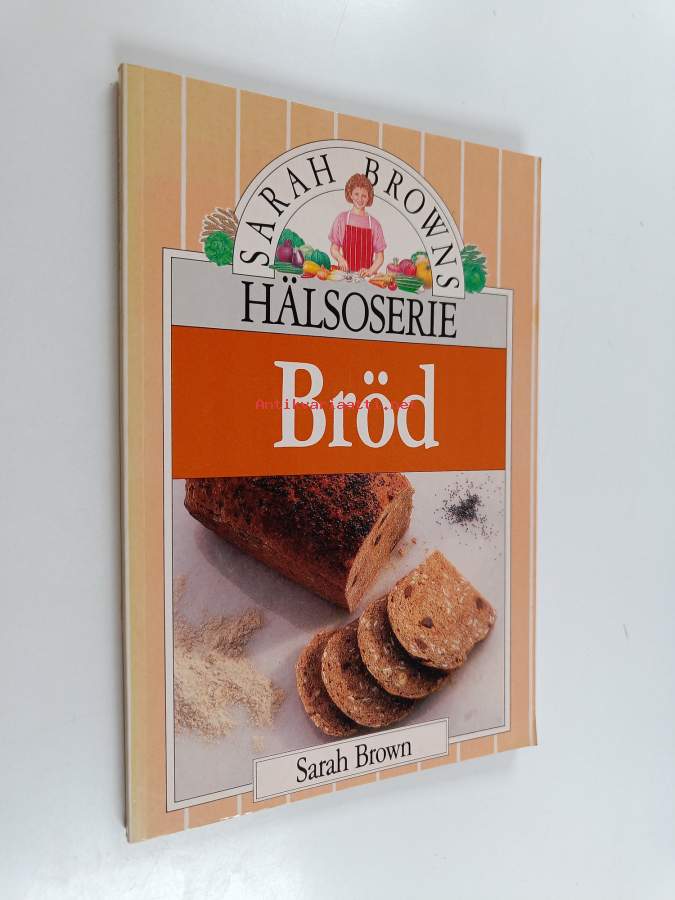 SARAH BROWNS
HÄLSOSERIE
Bröd
Antikvariaatti.net
Sarah Brown